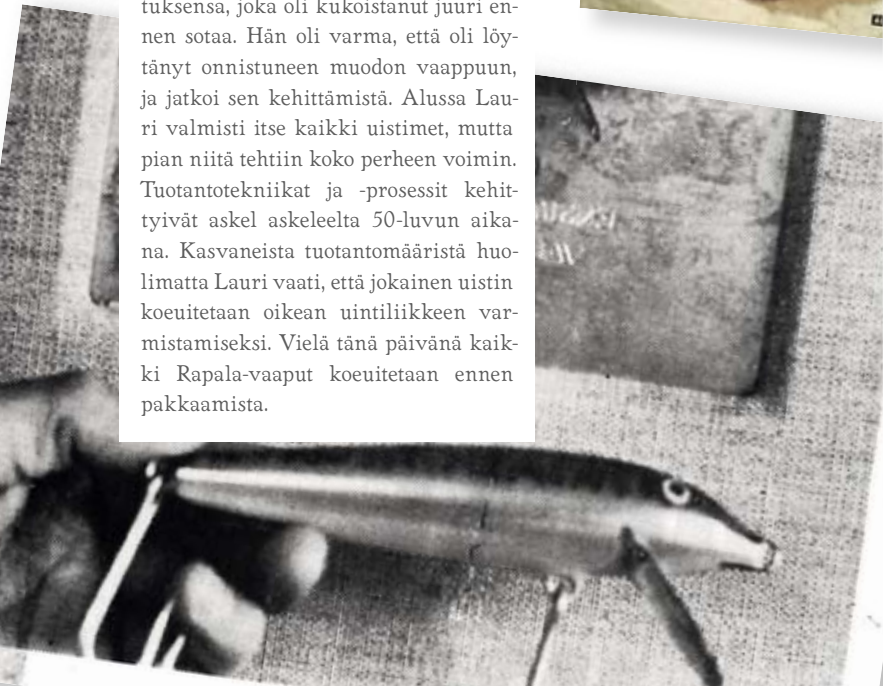 tuksensa, joka oli kukoistanut juuri en-
nen sotaa. Hän oli varma, että oli löy-
tänyt onnistuneen muodon vaappuun,
ja jatkoi sen kehittämistä. Alussa Lau-
ri valmisti itse kaikki uistimet, mutta
pian niitä tehtiin koko perheen voimin.
Tuotantotekniikat ja -prosessit kehit-
tyivät askel askeleelta 50-luvun aika-
na. Kasvaneista tuotantomääristä huo-
limatta Lauri vaati, että jokainen uistin
koeuitetaan oikean uintiliikkeen var-
mistamiseksi. Vielä tänä päivänä kaik-
ki Rapala-vaaput koeuitetaan ennen
pakkaamista.